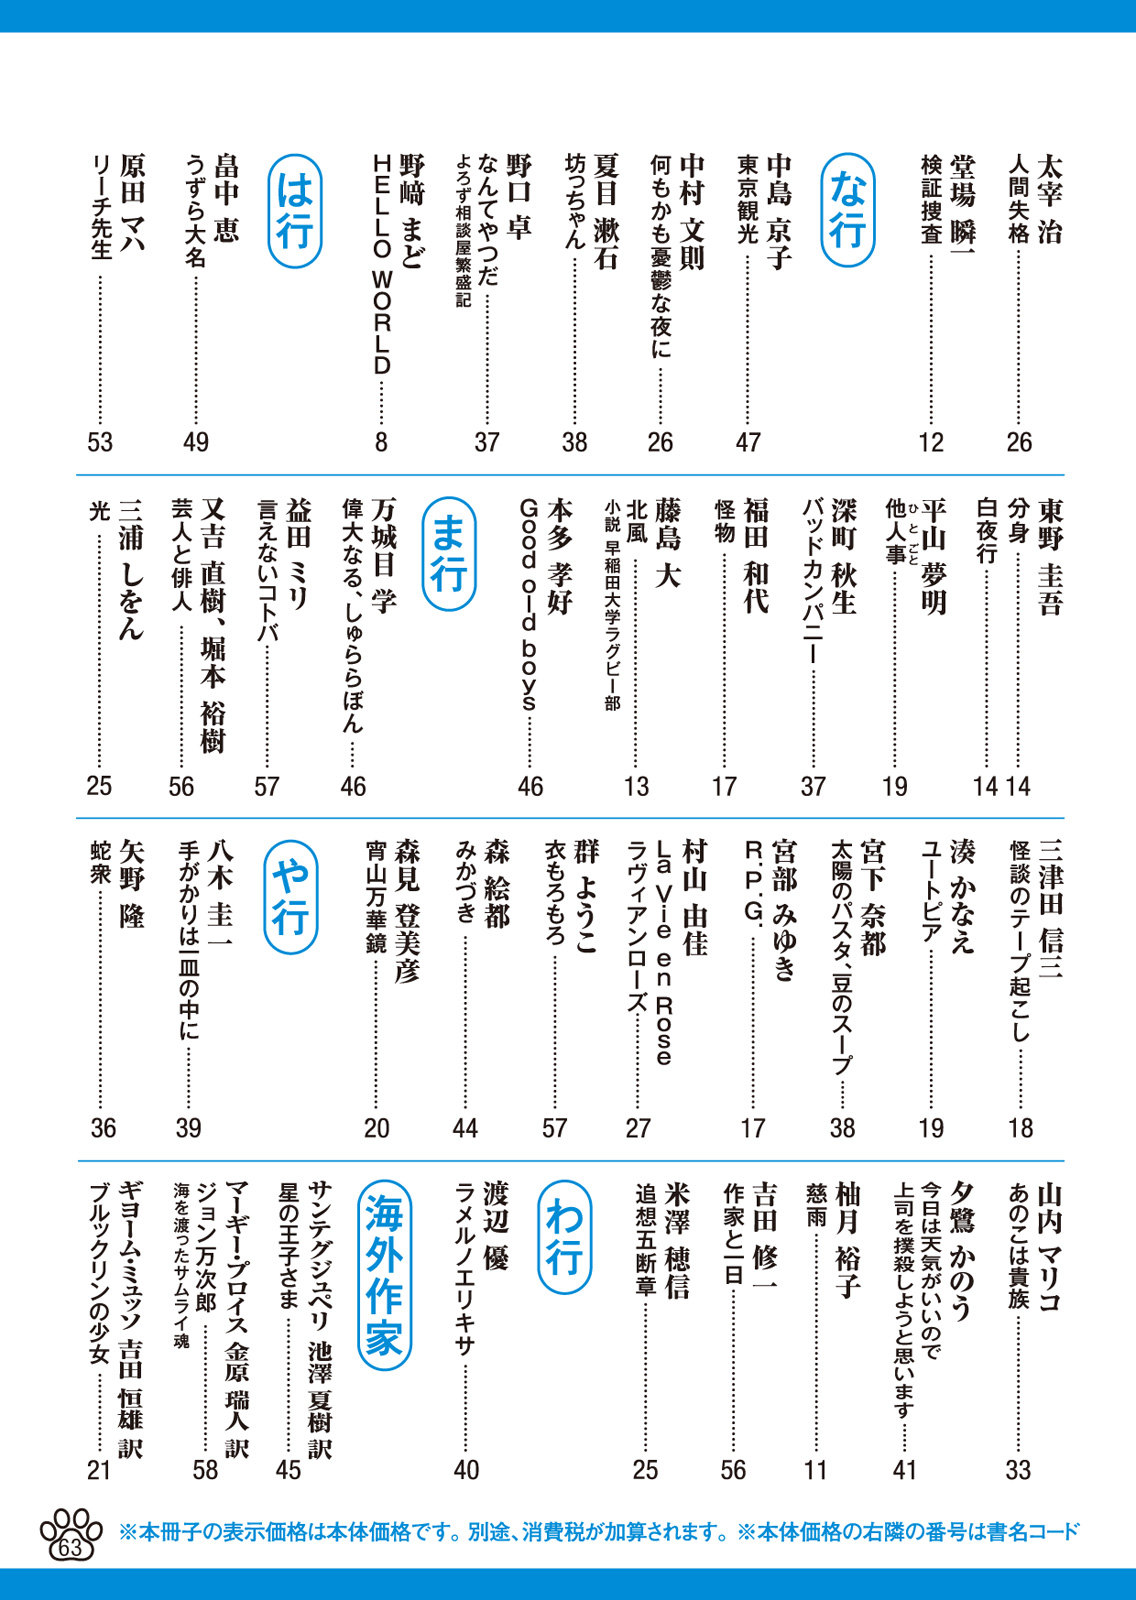 太宰 治
人間失格……26
堂場 瞬一
検証捜査……12
な行
中島 京子
東京観光……47
中村 文則
何もかも憂鬱な夜に……26
夏目 漱石
坊っちゃん……38
野口 卓
なんてやつだ……37
よろず相談屋繁盛記
野﨑 まど
HELLO WORLD……8
は行
畠中 恵
うずら大名……49
原田 マハ
リーチ先生……53
東野 圭吾
分身……14
白夜行……14
平山 夢明
ひとごと
他人事……19
深町 秋生
バッドカンパニー……37
福田 和代
怪物……17
藤島 大
北風……13
小説 早稲田大学ラグビー部
本多 孝好
Good old boys……46
ま行
万城目 学
偉大なる、しゅららぼん……46
益田 ミリ
言えないコトバ……57
又吉 直樹、堀本 裕樹
芸人と俳人……56
三浦 しをん
光……25
三津田 信三
怪談のテープ起こし……18
湊 かなえ
ユートピア……19
宮下 奈都
太陽のパスタ、豆のスープ……38
宮部 みゆき
R.P.G.……17
村山 由佳
La Vie en Rose
ラヴィアンローズ……27
群 ようこ
衣もろもろ……57
森 絵都
みかづき……44
森見 登美彦
宵山万華鏡……20
や行
八木 圭一
手がかりは一皿の中に……39
矢野 隆
蛇衆……36
山内 マリコ
あのこは貴族……33
夕鷺 かのう
今日は天気がいいので
上司を撲殺しようと思います……41
柚月 裕子
慈雨……11
吉田 修一
作家と一日……56
米澤 穂信
追想五断章……25
わ行
渡辺 優
ラメルノエリキサ……40
海外作家
サンテグジュペリ 池澤 夏樹 訳
星の王子さま……45
マーギー・プロイス 金原 瑞人 訳
ジョン万次郎……58
海を渡ったサムライ魂
ギヨーム・ミュッソ 吉田 恒雄 訳
ブルックリンの少女……21
63
※本冊子の表示価格は本体価格です。別途、消費税が加算されます。※本体価格の右隣の番号は書名コード